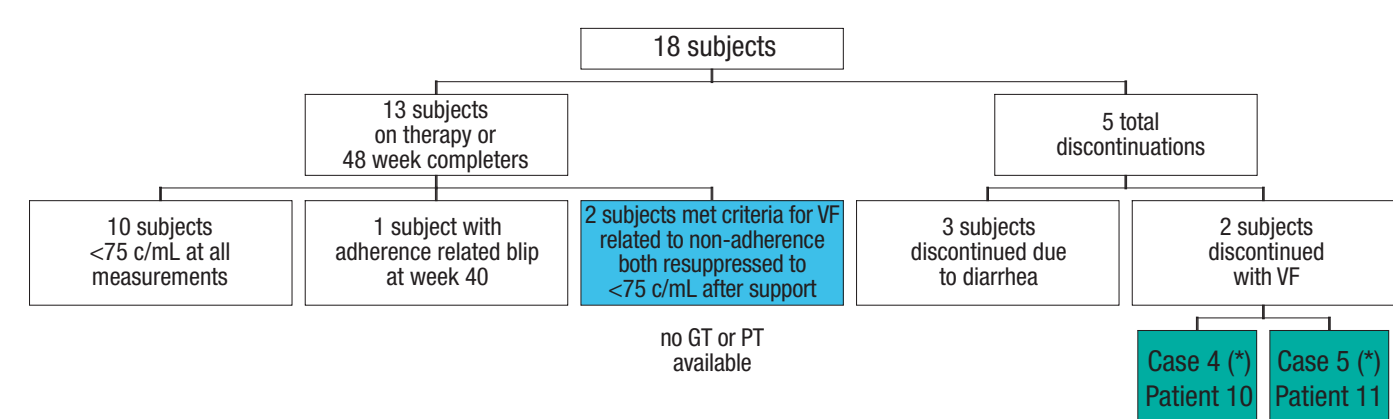 18 subjects
13 subjects
on therapy or
48 week completers
5 total
discontinuations
10 subjects
<75 c/mL at all
measurements
1 subject with
adherence related blip
at week 40
2 subjects met criteria for VF
related to non-adherence
both resuppressed to
<75 c/mL after support
3 subjects
discontinued due
to diarrhea
2 subjects
discontinued
with VF
no GT or PT
available
Case 4 (*)
Patient 10
Case 5 (*)
Patient 11